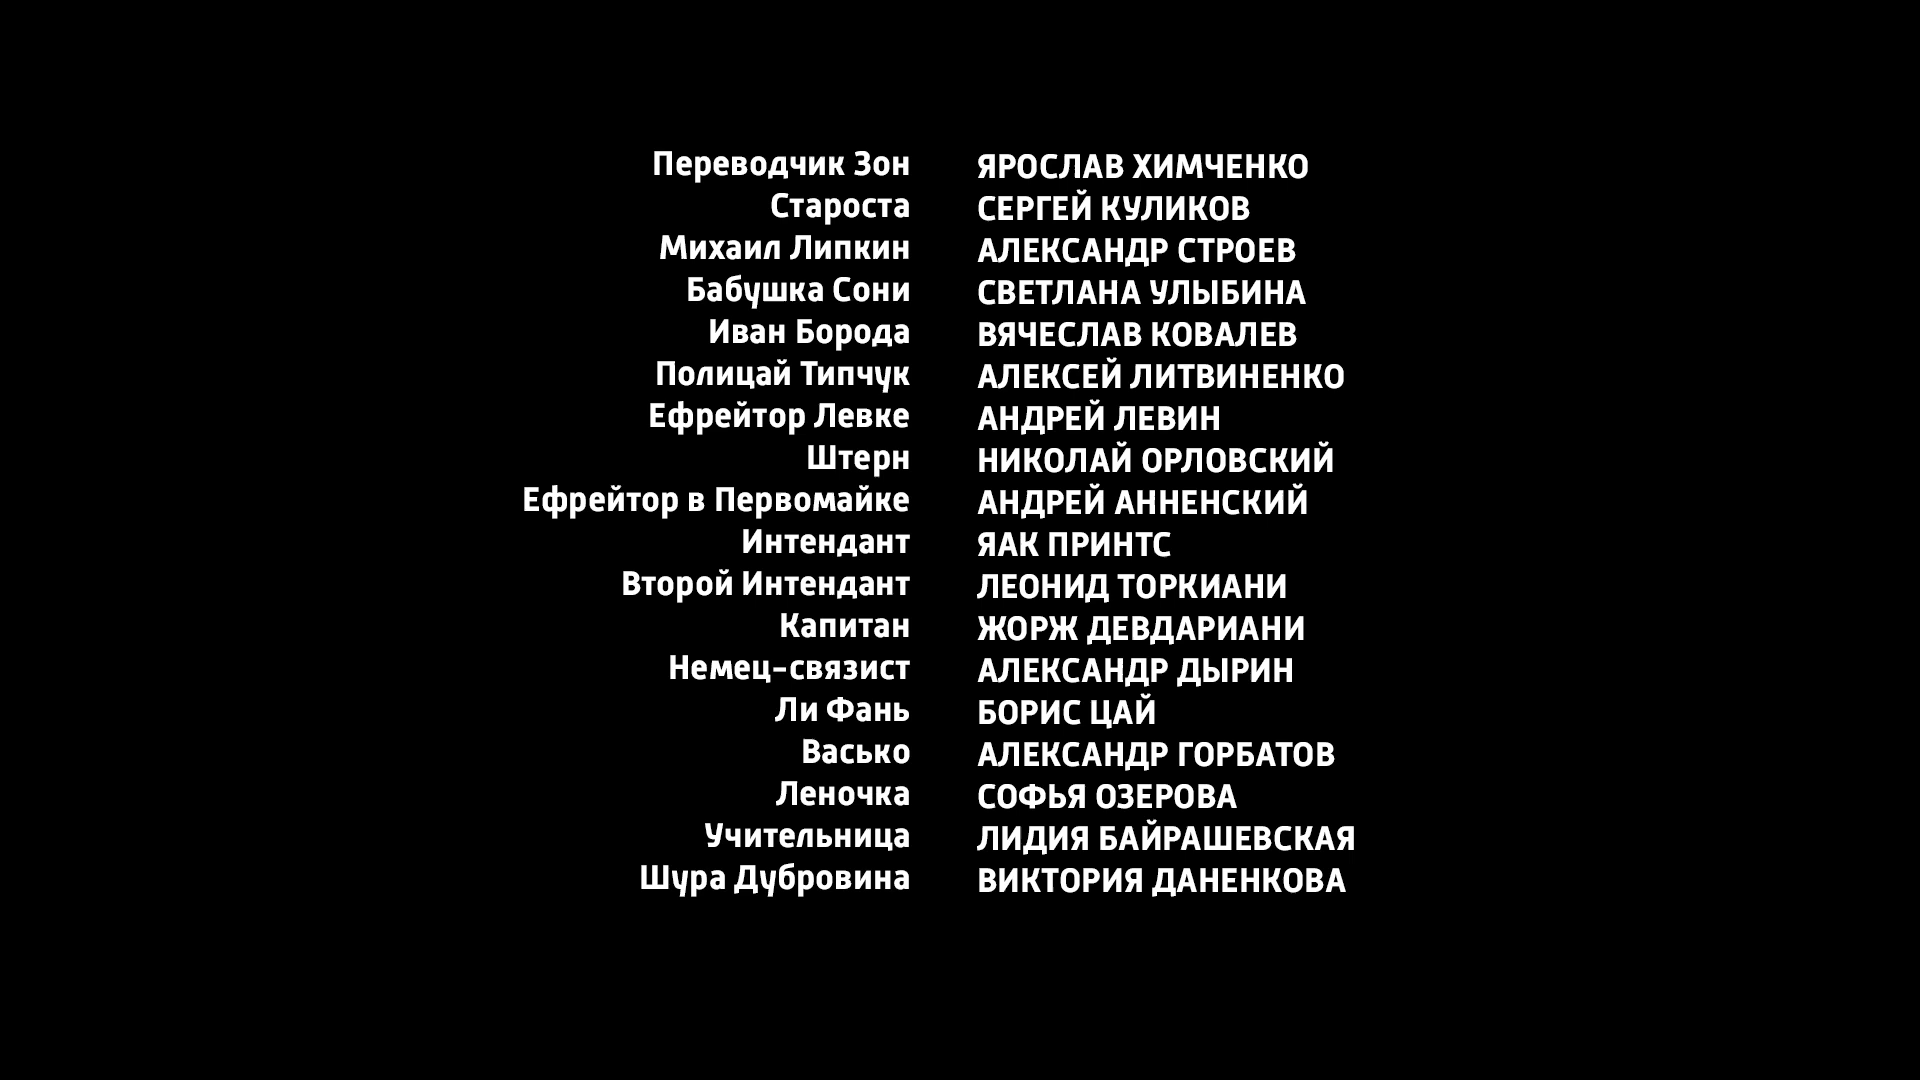 Переводчик Зон ЯРОСЛАВ ХИМЧЕНКО
Староста СЕРГЕЙ КУЛИКОВ
Михаил Липкин АЛЕКСАНДР СТРОЕВ
Бабушка Сони СВЕТЛАНА УЛЫБИНА
Иван Борода ВЯЧЕСЛАВ КОВАЛЕВ
Полицай Типчук АЛЕКСЕЙ ЛИТВИНЕНКО
Ефрейтор Левке АНДРЕЙ ЛЕВИН
Штерн НИКОЛАЙ ОРЛОВСКИЙ
Ефрейтор в Первомайке АНДРЕЙ АННЕНСКИЙ
Интендант ЯАК ПРИНТС
Второй Интендант ЛЕОНИД ТОРКИАНИ
Капитан ЖОРЖ ДЕВДАРИАНИ
Немец-связист АЛЕКСАНДР ДЫРИН
Ли Фань БОРИС ЦАЙ
Васько АЛЕКСАНДР ГОРБАТОВ
Леночка СОФЬЯ ОЗЕРОВА
Учительница ЛИДИЯ БАЙРАШЕВСКАЯ
Шура Дубровина ВИКТОРИЯ ДАНЕНКОВА